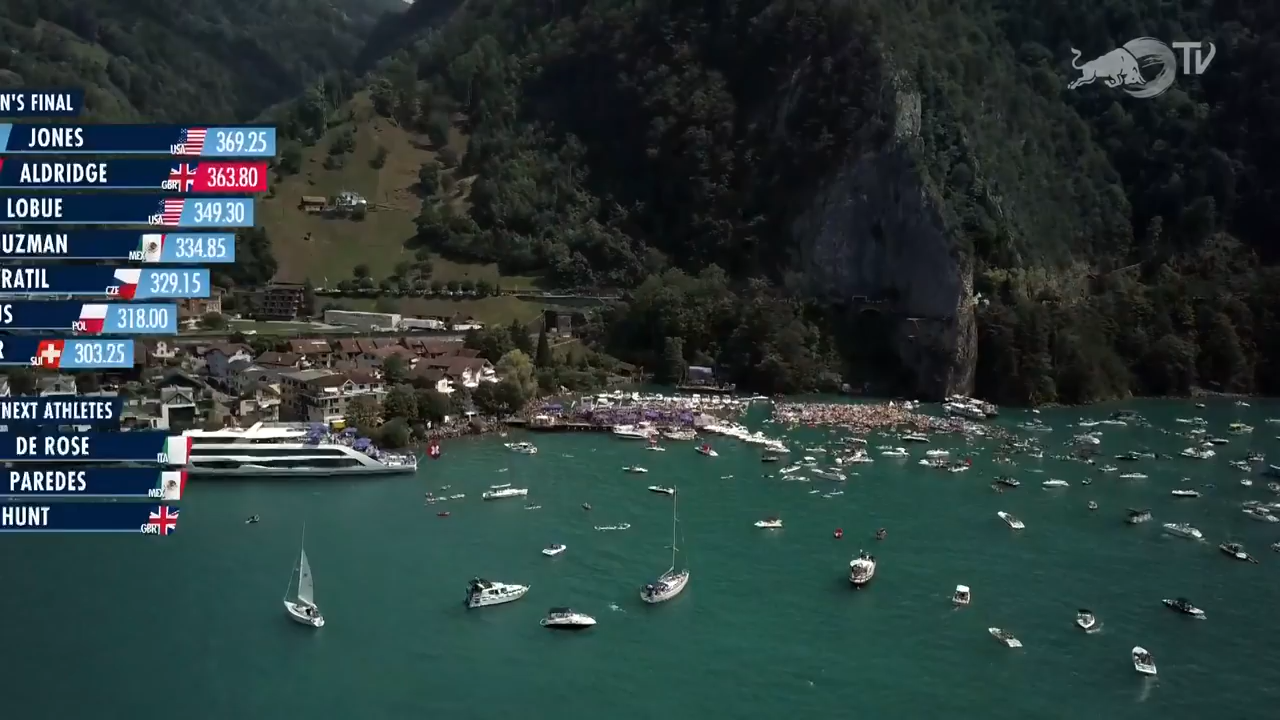 N'S FINAL
JONES USA 369.25
ALDRIDGE GBR 363.80
LOBUE USA 349.30
UZMAN MEX 334.85
RATIL CZE 329.15
US POL 318.00
R SUI 303.25
NEXT ATHLETES
DE ROSE ITA
PAREDES MEX
HUNT GBR
TV